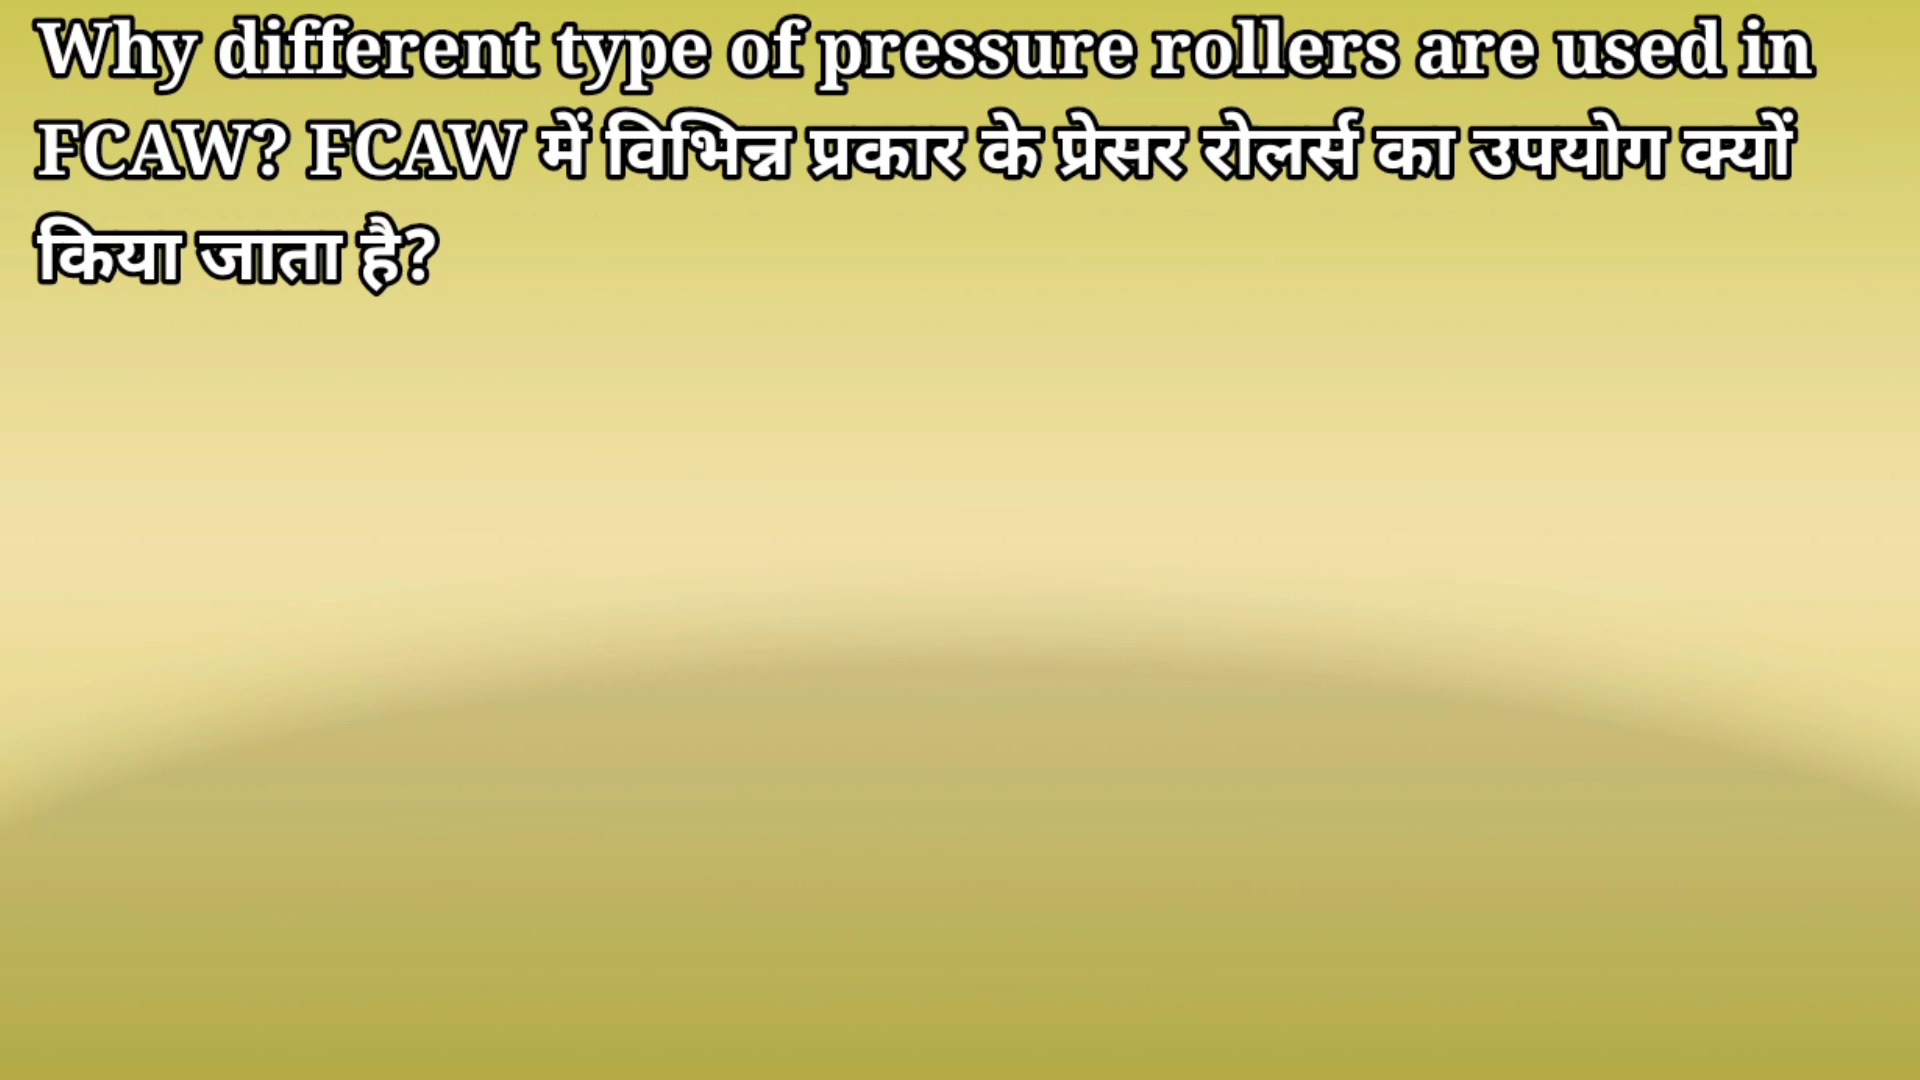 Why different type of pressure rollers are used in
FCAW? FCAW में विभिन्न प्रकार के प्रेसर रोलर्स का उपयोग क्यों
किया जाता है?